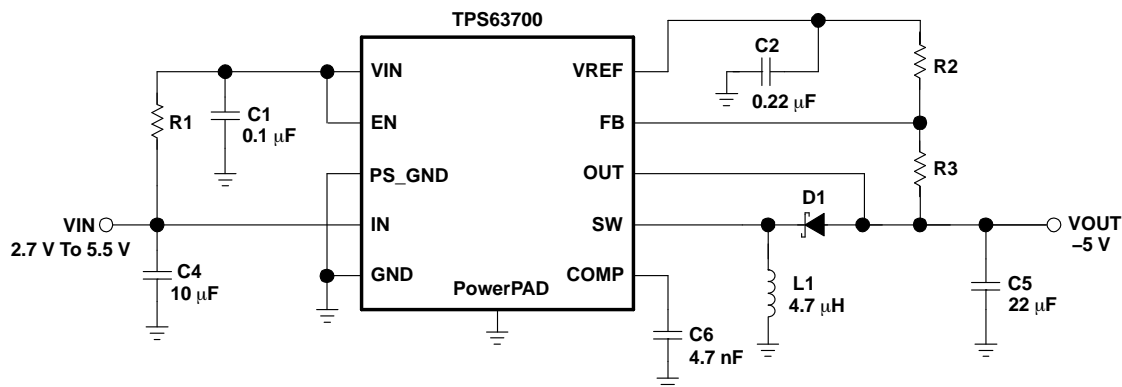 TPS63700
VIN
VREF
C2
0.22 μF
R2
R1
C1
0.1 μF
EN
FB
PS_GND
OUT
R3
D1
VIN
2.7 V To 5.5 V
IN
SW
VOUT
–5 V
C4
10 μF
GND
COMP
PowerPAD
L1
4.7 μH
C5
22 μF
C6
4.7 nF